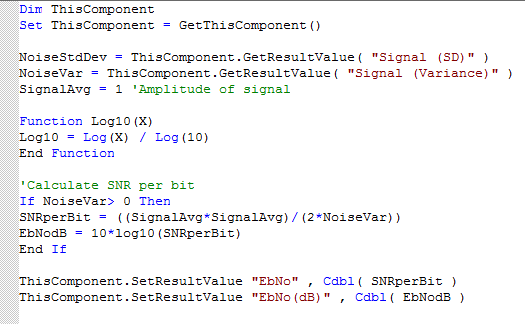 Dim ThisComponent
Set ThisComponent = GetThisComponent()
NoiseStdDev = ThisComponent.GetResultValue( "Signal (SD)" )
NoiseVar = ThisComponent.GetResultValue( "Signal (Variance)" )
SignalAvg = 1 'Amplitude of signal
Function Log10(X)
Log10 = Log(X) / Log(10)
End Function
'Calculate SNR per bit
If NoiseVar> 0 Then
SNRperBit = ((SignalAvg*SignalAvg)/(2*NoiseVar))
EbNodB = 10*log10(SNRperBit)
End If
ThisComponent.SetResultValue "EbNo" , Cdbl( SNRperBit )
ThisComponent.SetResultValue "EbNo(dB)" , Cdbl( EbNodB )